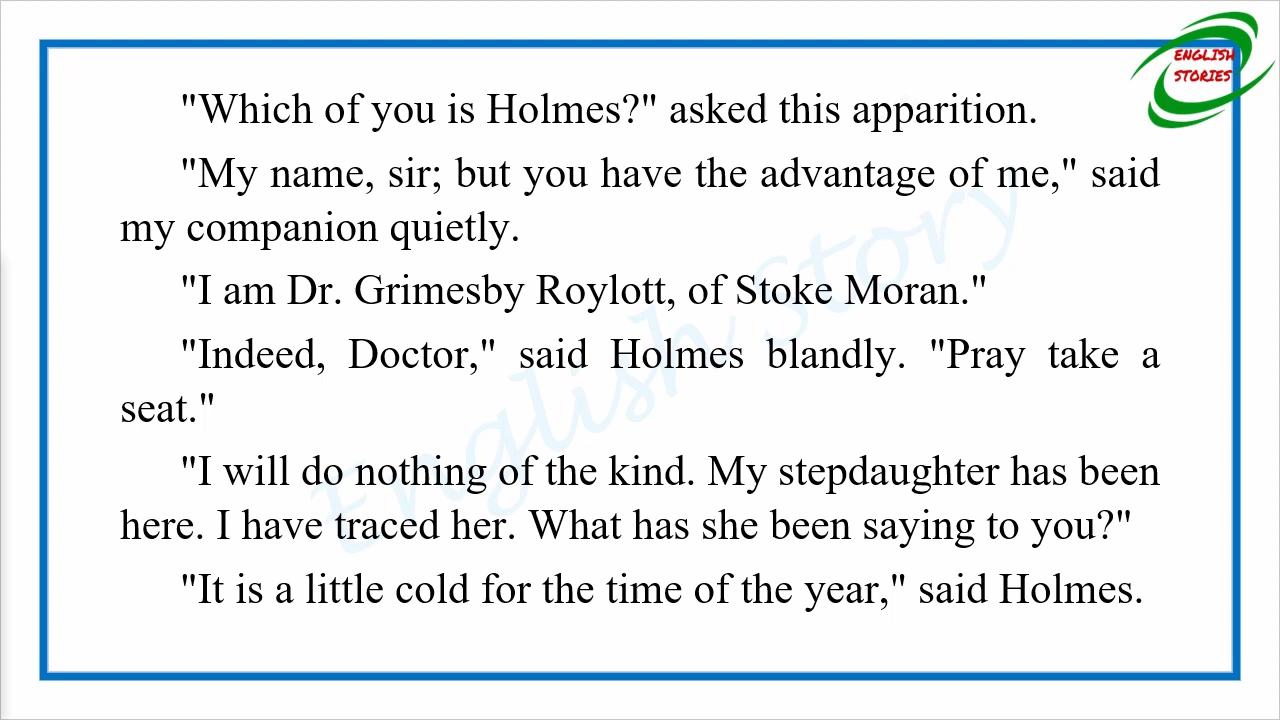 ENGLISH
STORIES
"Which of you is Holmes?" asked this apparition.
"My name, sir; but you have the advantage of me," said
my companion quietly.
"I am Dr. Grimesby Roylott, of Stoke Moran."
"Indeed, Doctor," said Holmes blandly. "Pray take a
seat."
"I will do nothing of the kind. My stepdaughter has been
here. I have traced her. What has she been saying to you?"
"It is a little cold for the time of the year," said Holmes.
English Story